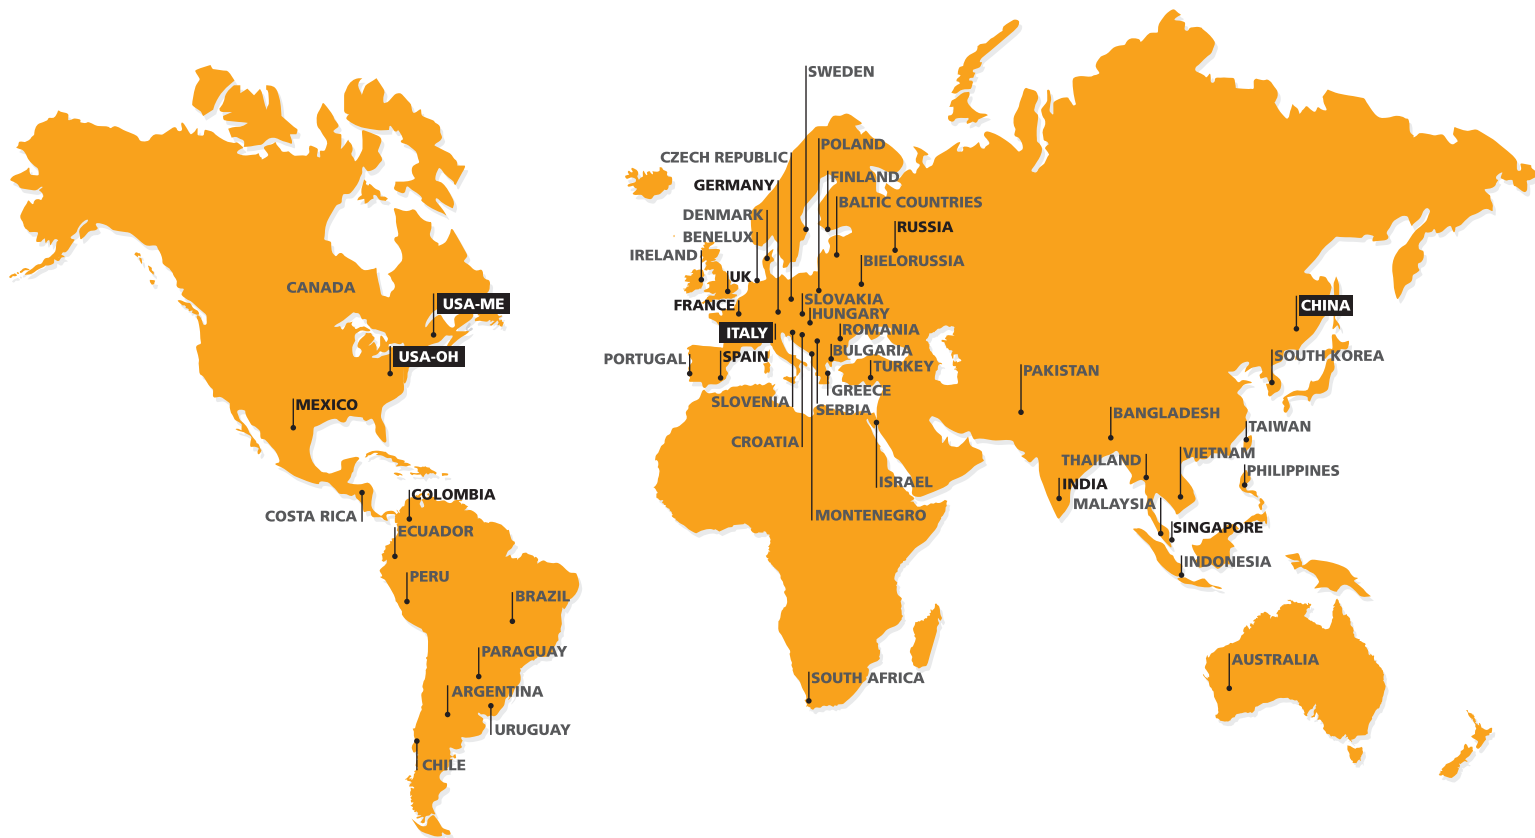 SWEDEN
POLAND
CZECH REPUBLIC
FINLAND
GERMANY
BALTIC COUNTRIES
DENMARK
RUSSIA
BENELUX
IRELAND
BIELORUSSIA
UK
CANADA
SLOVAKIA
USA-ME
FRANCE
CHINA
HUNGARY
ITALY
ROMANIA
BULGARIA
USA-OH
PORTUGAL
SPAIN
SOUTH KOREA
TURKEY
PAKISTAN
GREECE
SLOVENIA
MEXICO
SERBIA
BANGLADESH
TAIWAN
CROATIA
VIETNAM
THAILAND
PHILIPPINES
ISRAEL
INDIA
COLOMBIA
MALAYSIA
COSTA RICA
MONTENEGRO
SINGAPORE
ECUADOR
INDONESIA
PERU
BRAZIL
PARAGUAY
AUSTRALIA
SOUTH AFRICA
ARGENTINA
URUGUAY
CHILE